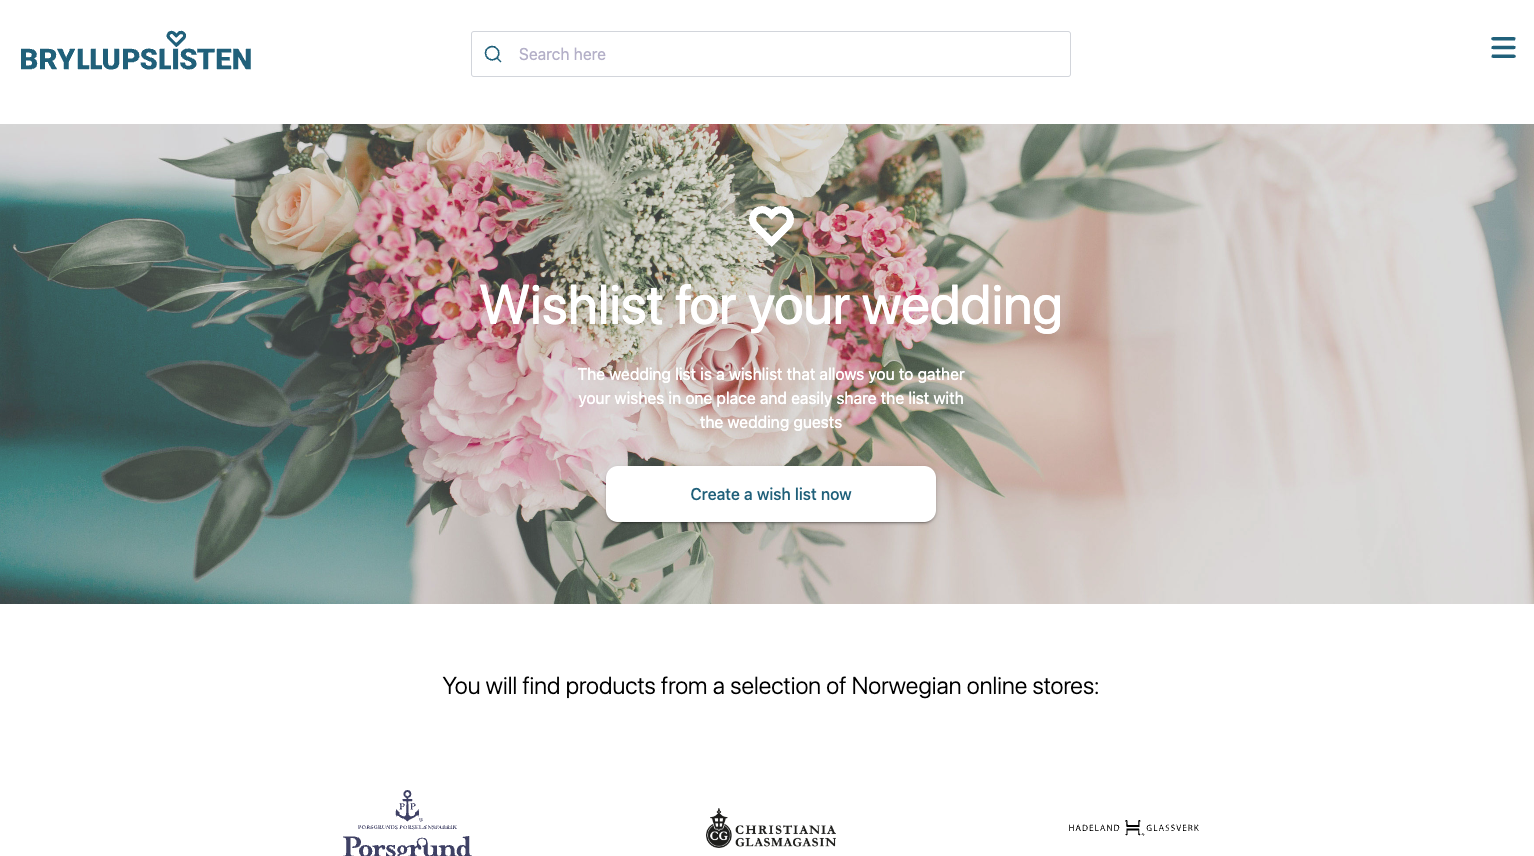 BRYLLUPSLISTEN
Search here
Wishlist for your wedding
The wedding list is a wishlist that allows you to gather
your wishes in one place and easily share the list with
the wedding guests
Create a wish list now
You will find products from a selection of Norwegian online stores:
PP
PORSGRUNDS PORSELÆNSFABRIK
Porsgrund
CG CHRISTIANIA
GLASMAGASIN
HADELAND GLASSVERK